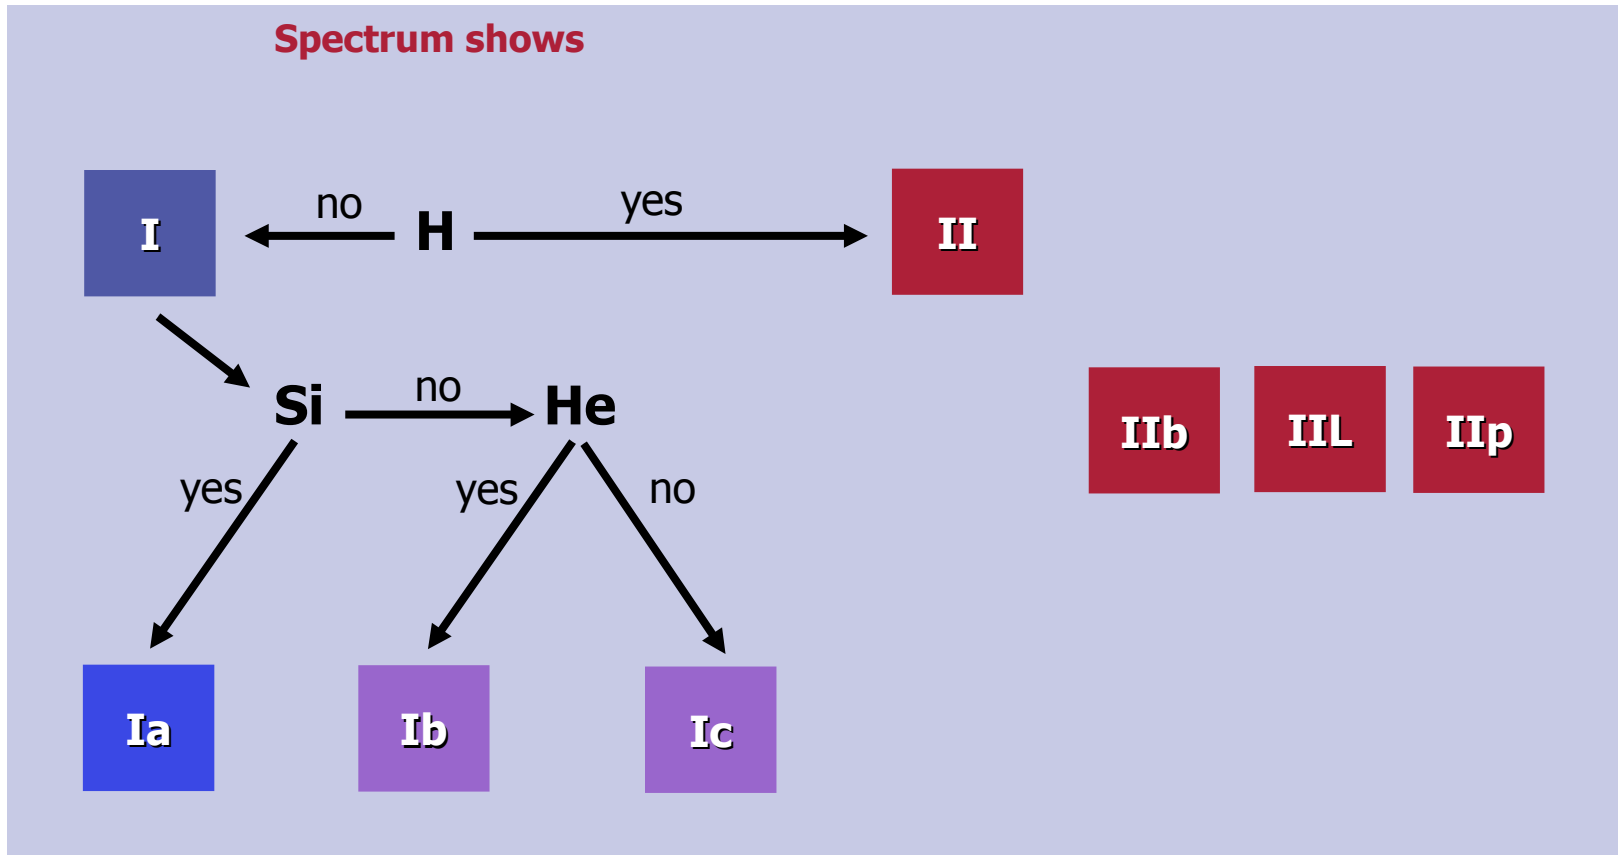 Spectrum shows
I
no
H
yes
II
Si
no
He
IIb
IIL
IIp
yes
yes
no
Ia
Ib
Ic